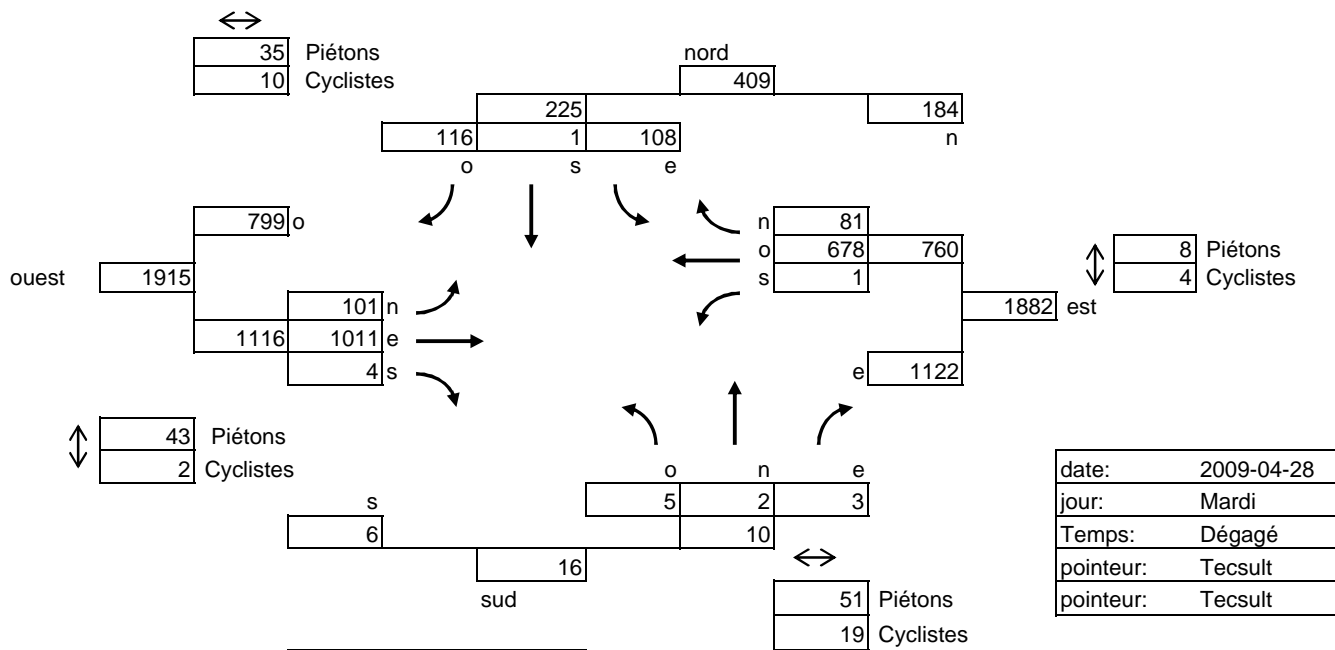 35 Piétons
nord
10 Cyclistes
409
225
184
116 1 108
n
o s e
799 o
n 81
o 678 760
8 Piétons
ouest 1915
s 1
4 Cyclistes
101 n
1882 est
1116 1011 e
4 s
e 1122
43 Piétons
2 Cyclistes
o n e
date: 2009-04-28
s
5 2 3
jour: Mardi
6
10
Temps: Dégagé
16
pointeur: Tecsult
sud
51 Piétons
pointeur: Tecsult
19 Cyclistes